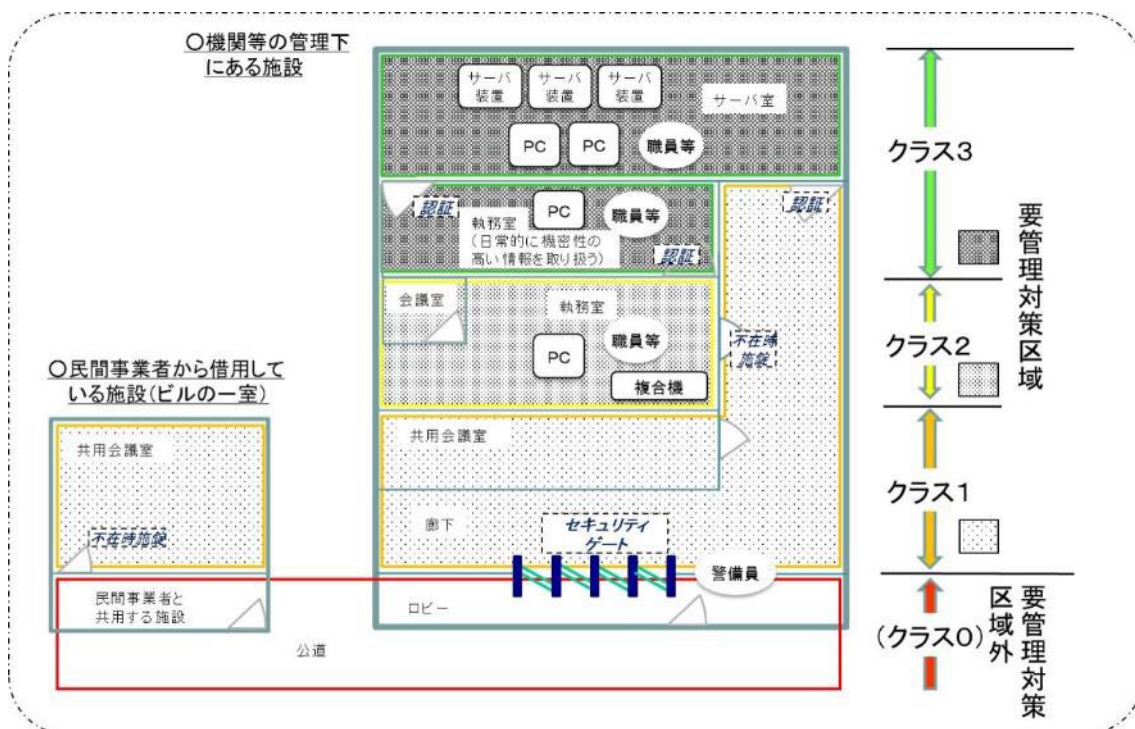 〇機関等の管理下
にある施設
サーバ
装置
サーバ
装置
サーバ
装置
サーバ室
PC
PC
職員等
認証
PC
職員等
認証
執務室
(日常的に機密性の
高い情報を取り扱う)
認証
会議室
執務室
職員等
PC
不在時
施錠
複合機
〇民間事業者から借用して
いる施設(ビルの一室)
共用会議室
不在時施錠
民間事業者と
共用する施設
共用会議室
廊下
セキュリティ
ゲート
警備員
ロビー
公道
クラス3
クラス2
クラス1
(クラス0)
要管理対策区域
要管理対策
区域外